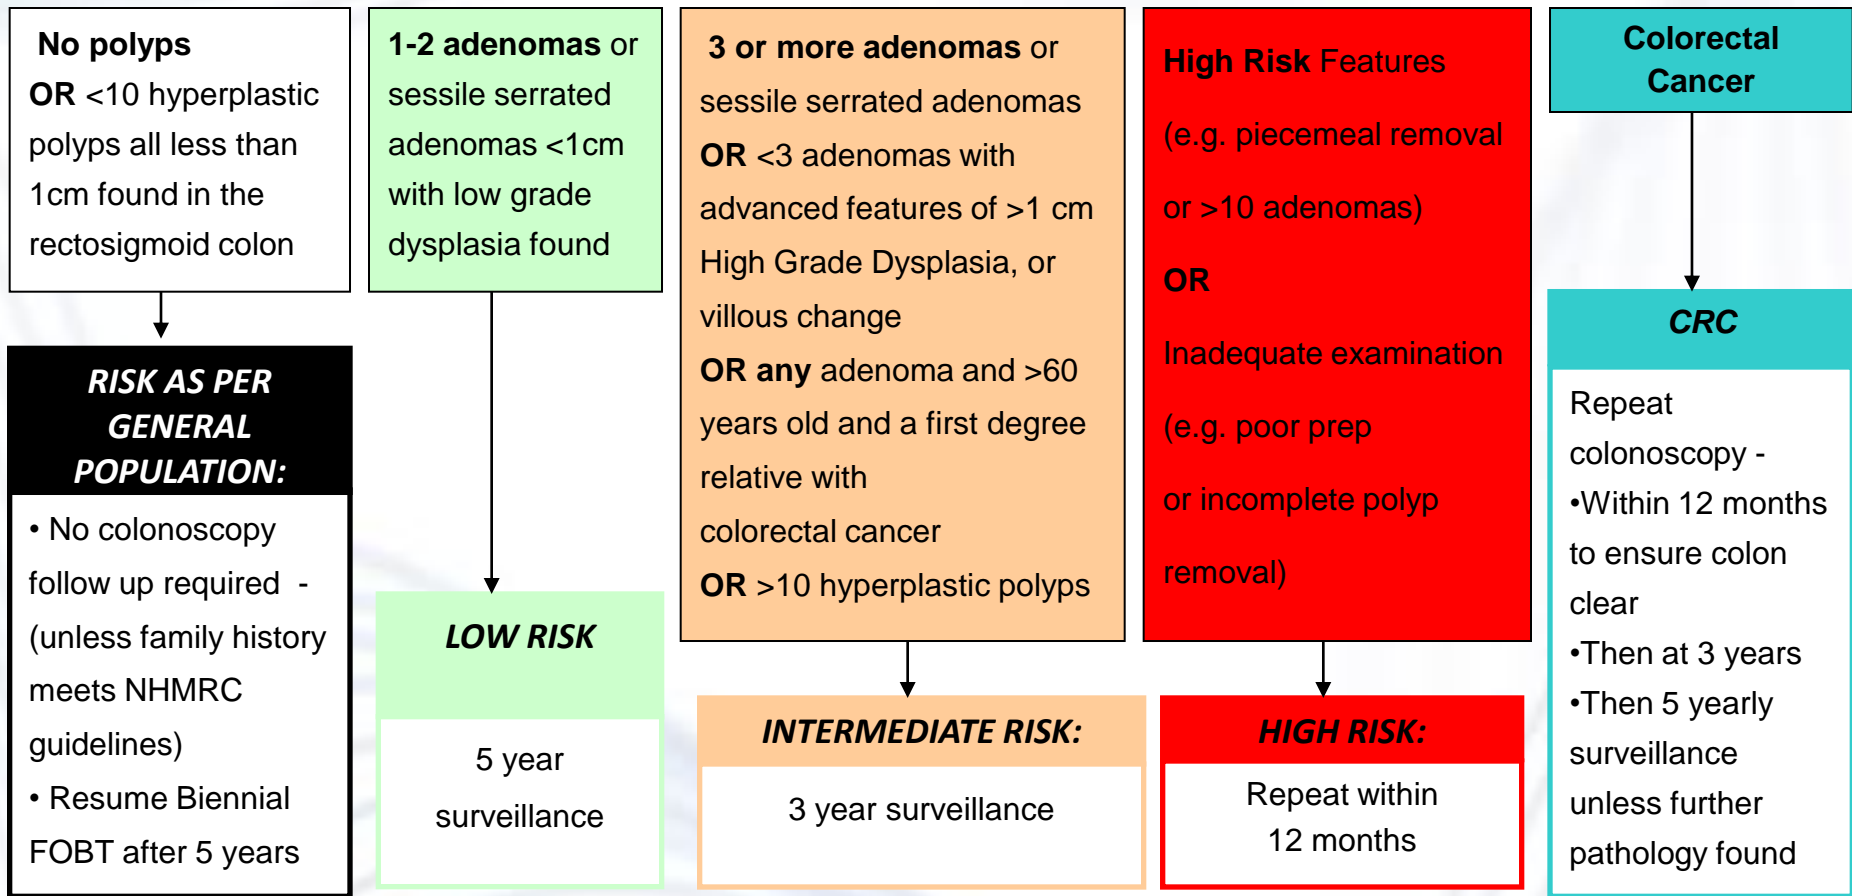 No polyps
OR <10 hyperplastic
polyps all less than
1cm found in the
rectosigmoid colon
RISK AS PER
GENERAL
POPULATION:
• No colonoscopy
follow up required -
(unless family history
meets NHMRC
guidelines)
• Resume Biennial
FOBT after 5 years
1-2 adenomas or
sessile serrated
adenomas <1cm
with low grade
dysplasia found
LOW RISK
5 year
surveillance
3 or more adenomas or
sessile serrated adenomas
OR <3 adenomas with
advanced features of >1 cm
High Grade Dysplasia, or
villous change
OR any adenoma and >60
years old and a first degree
relative with
colorectal cancer
OR >10 hyperplastic polyps
INTERMEDIATE RISK:
3 year surveillance
High Risk Features
(e.g. piecemeal removal
or >10 adenomas)
OR
Inadequate examination
(e.g. poor prep
or incomplete polyp
removal)
HIGH RISK:
Repeat within
12 months
Colorectal
Cancer
CRC
Repeat
colonoscopy -
•Within 12 months
to ensure colon
clear
•Then at 3 years
•Then 5 yearly
surveillance
unless further
pathology found